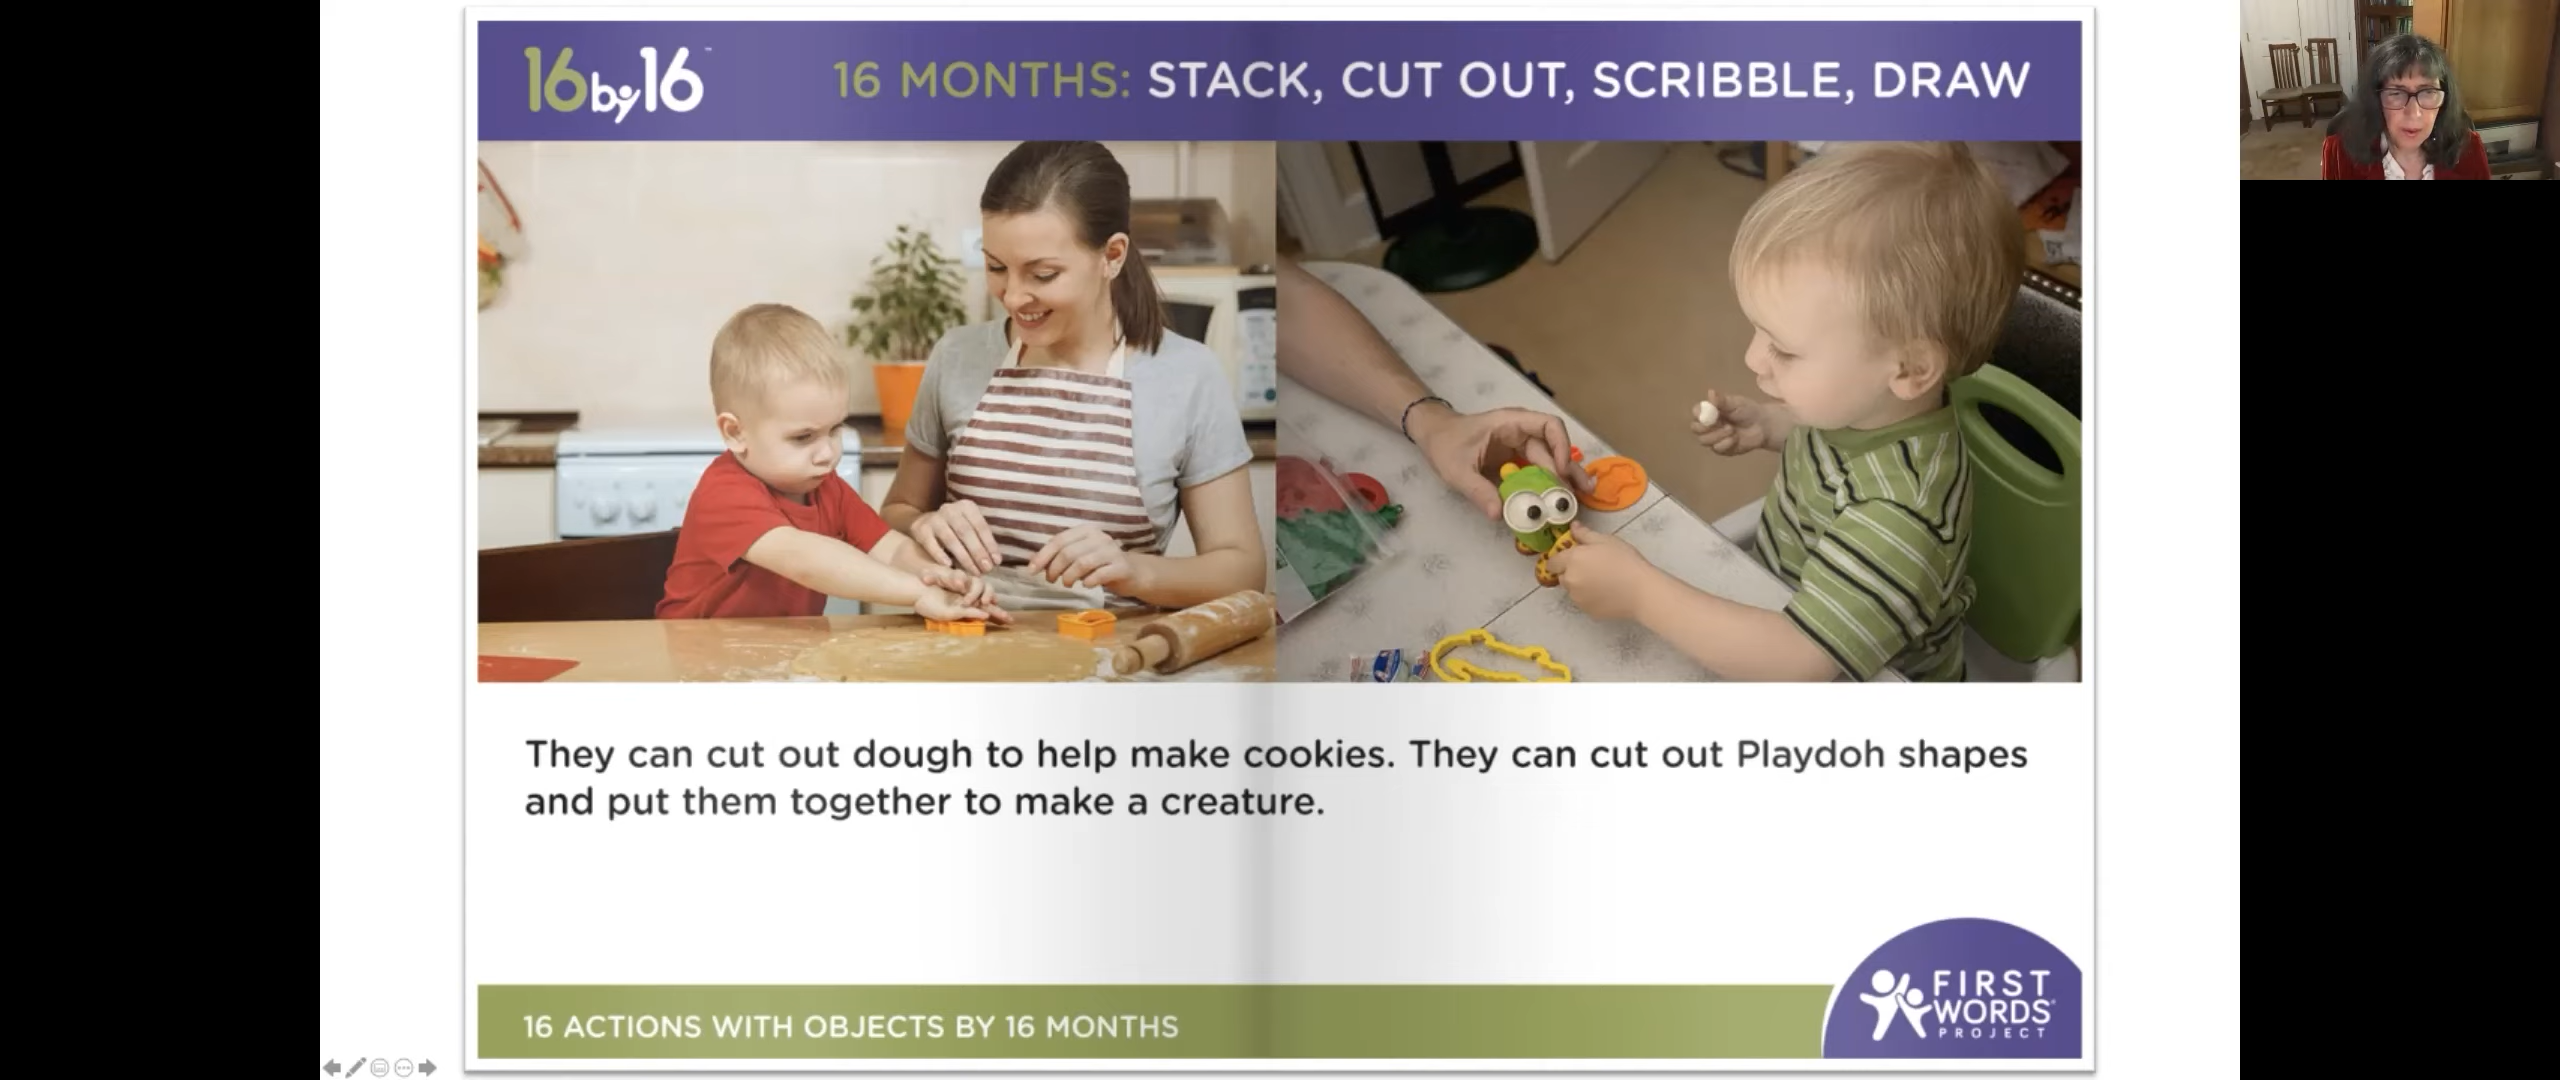 16by16™
16 MONTHS: STACK, CUT OUT, SCRIBBLE, DRAW
They can cut out dough to help make cookies. They can cut out Playdoh shapes
and put them together to make a creature.
16 ACTIONS WITH OBJECTS BY 16 MONTHS
FIRST
WORDS®
PROJECT